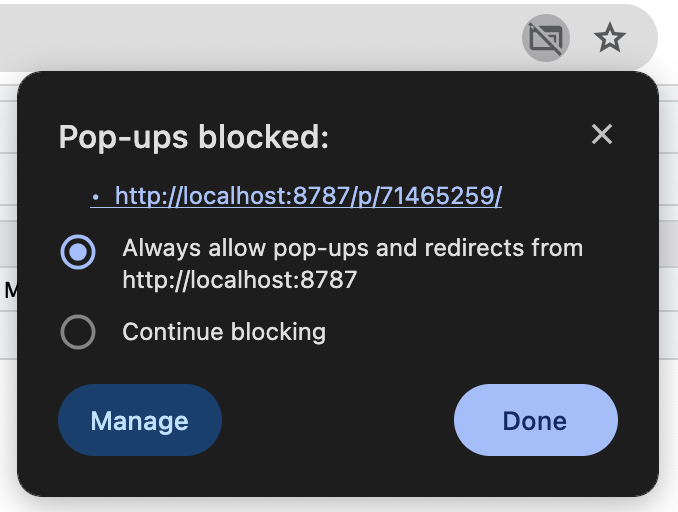 Pop-ups blocked:
• http://localhost:8787/p/71465259/
Always allow pop-ups and redirects from
http://localhost:8787
Continue blocking
Manage
Done